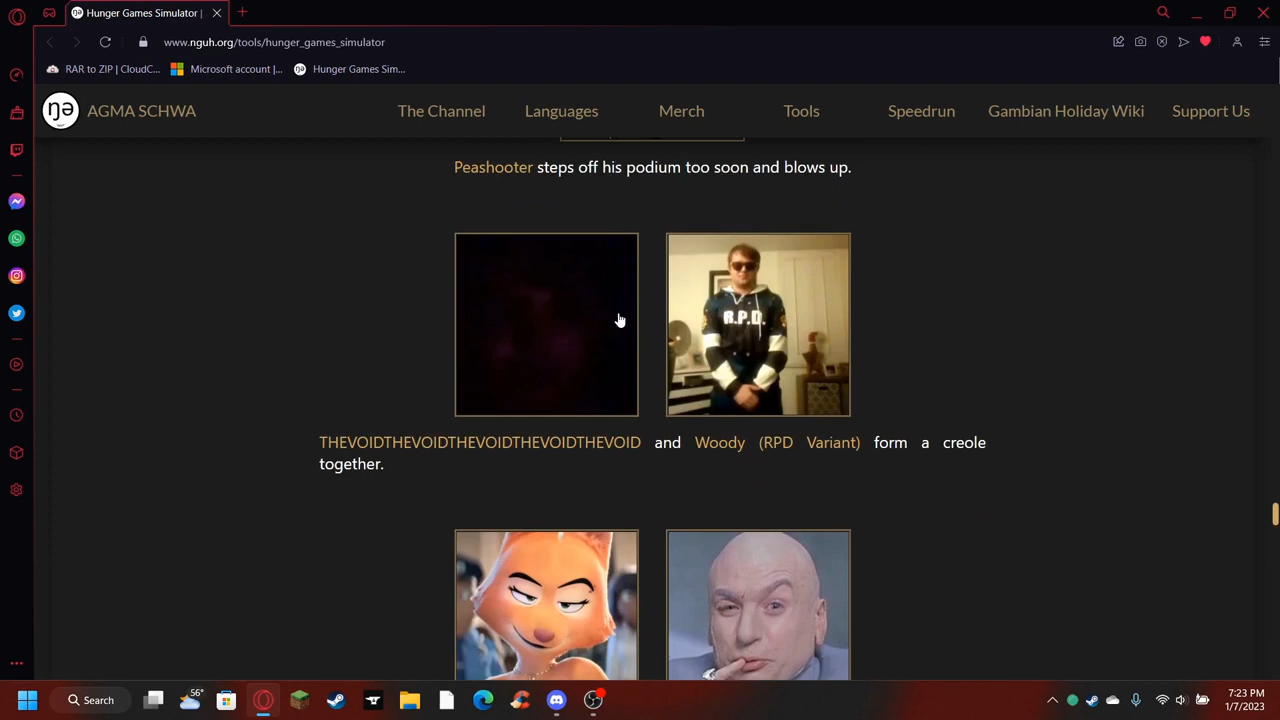 Hunger Games Simulator |
www.nguh.org/tools/hunger_games_simulator
RAR to ZIP | CloudC...
Microsoft account |...
Hunger Games Sim...
ŋə
AGMA SCHWA
The Channel
Languages
Merch
Tools
Speedrun
Gambian Holiday Wiki
Support Us
Peashooter steps off his podium too soon and blows up.
R.P.D.
THEVOIDTHEVOIDTHEVOIDTHEVOIDTHEVOID and Woody (RPD Variant) form a creole
together.
Search
56°
7:23 PM
1/7/2023